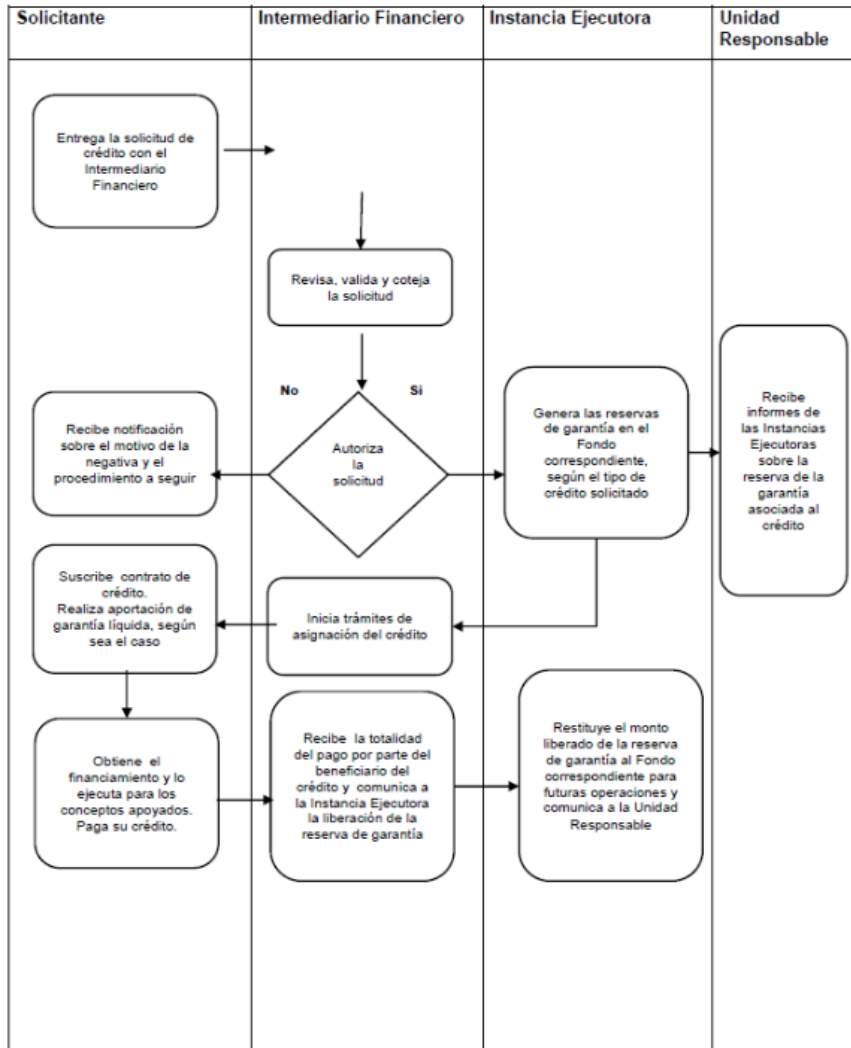 Solicitante
Intermediario Financiero
Instancia Ejecutora
Unidad
Responsable
Entrega la solicitud de
crédito con el
Intermediario
Financiero
Revisa, valida y coteja
la solicitud
No
Si
Autoriza
la
solicitud
Recibe notificación
sobre el motivo de la
negativa y el
procedimiento a seguir
Genera las reservas
de garantía en el
Fondo
correspondiente,
según el tipo de
crédito solicitado
Recibe
informes de
las Instancias
Ejecutoras
sobre la
reserva de la
garantía
asociada al
crédito
Suscribe contrato de
crédito.
Realiza aportación de
garantía líquida, según
sea el caso
Inicia trámites de
asignación del crédito
Obtiene el
financiamiento y lo
ejecuta para los
conceptos apoyados.
Paga su crédito.
Recibe la totalidad
del pago por parte del
beneficiario del
crédito y comunica a
la Instancia Ejecutora
la liberación de la
reserva de garantía
Restituye el monto
liberado de la reserva
de garantía al Fondo
correspondiente para
futuras operaciones y
comunica a la Unidad
Responsable